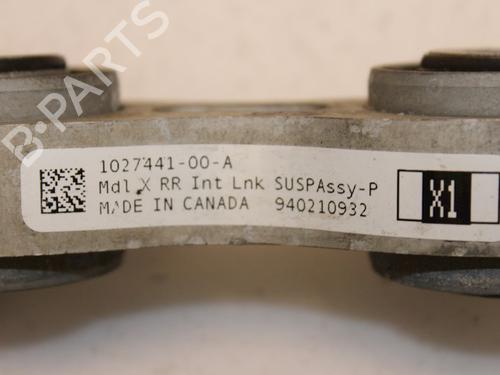 B-PARTS
1027441-00-A
Mdl X RR Int Lnk SUSPAssy-P
MADE IN CANADA 940210932
X1